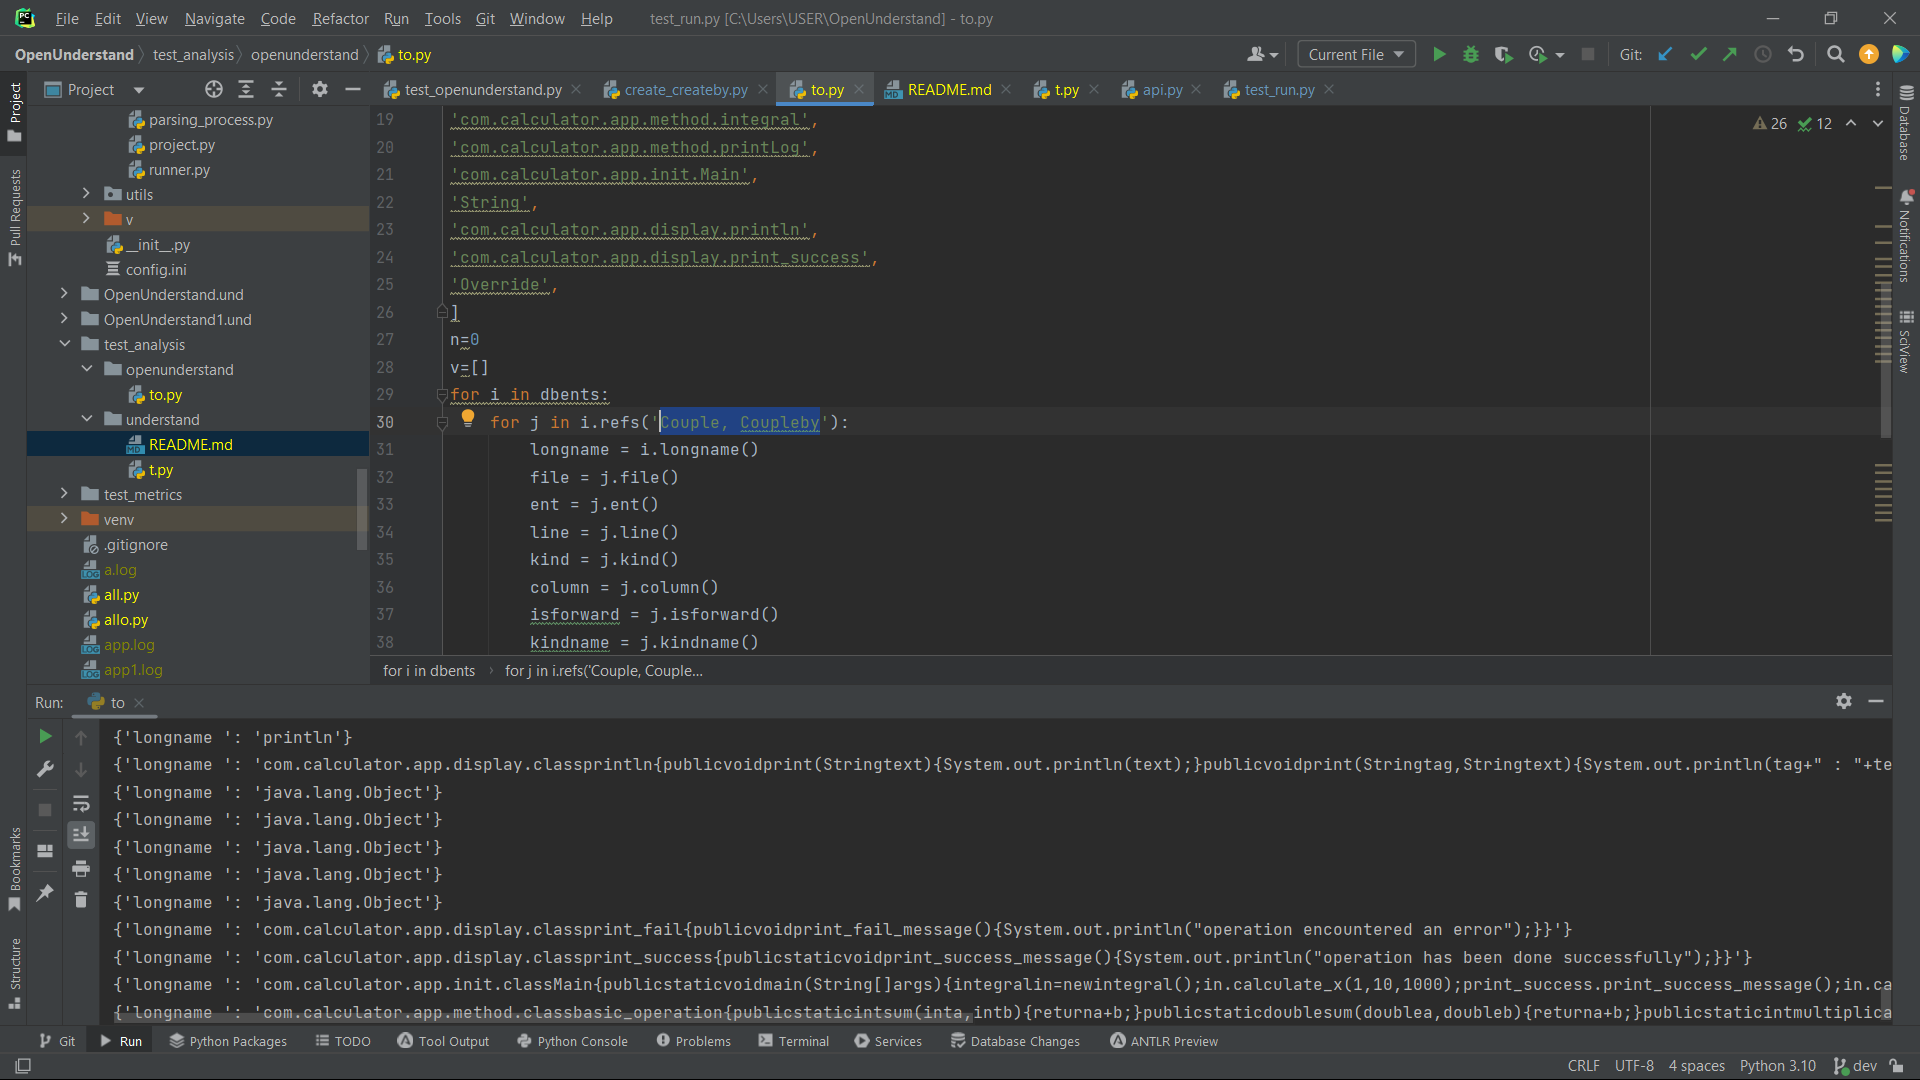 PC
File Edit View Navigate Code Refactor Run Tools Git Window Help test_run.py [C:\Users\USER\OpenUnderstand] - to.py
OpenUnderstand test_analysis openunderstand to.py Current File Git:
Project
test_openunderstand.py create_createby.py to.py README.md t.py api.py test_run.py
Project
Pull Requests
Bookmarks
Structure
Database
Notifications
SciView
parsing_process.py
project.py
runner.py
utils
v
__init__.py
config.ini
OpenUnderstand.und
OpenUnderstand1.und
test_analysis
openunderstand
to.py
understand
README.md
t.py
test_metrics
venv
.gitignore
a.log
all.py
allo.py
app.log
app1.log
26 12
19 'com.calculator.app.method.integral',
20 'com.calculator.app.method.printLog',
21 'com.calculator.app.init.Main',
22 'String',
23 'com.calculator.app.display.println',
24 'com.calculator.app.display.print_success',
25 'Override',
26 ]
27 n=0
28 v=[]
29 for i in dbents:
30 for j in i.refs('Couple, Coupleby'):
31 longname = i.longname()
32 file = j.file()
33 ent = j.ent()
34 line = j.line()
35 kind = j.kind()
36 column = j.column()
37 isforward = j.isforward()
38 kindname = j.kindname()
for i in dbents for j in i.refs('Couple, Couple...
Run: to
{'longname ': 'println'}
{'longname ': 'com.calculator.app.display.classprintln{publicvoidprint(Stringtext){System.out.println(text);}publicvoidprint(Stringtag,Stringtext){System.out.println(tag+" : "+te
{'longname ': 'java.lang.Object'}
{'longname ': 'java.lang.Object'}
{'longname ': 'java.lang.Object'}
{'longname ': 'java.lang.Object'}
{'longname ': 'java.lang.Object'}
{'longname ': 'com.calculator.app.display.classprint_fail{publicvoidprint_fail_message(){System.out.println("operation encountered an error");}}'}
{'longname ': 'com.calculator.app.display.classprint_success{publicstaticvoidprint_success_message(){System.out.println("operation has been done successfully");}}'}
{'longname ': 'com.calculator.app.init.classMain{publicstaticvoidmain(String[]args){integralin=newintegral();in.calculate_x(1,10,1000);print_success.print_success_message();in.ca
{'longname ': 'com.calculator.app.method.classbasic_operation{publicstaticintsum(inta,intb){returna+b;}publicstaticdoublesum(doublea,doubleb){returna+b;}publicstaticintmultiplica
Git Run Python Packages TODO Tool Output Python Console Problems Terminal Services Database Changes ANTLR Preview
CRLF UTF-8 4 spaces Python 3.10 dev